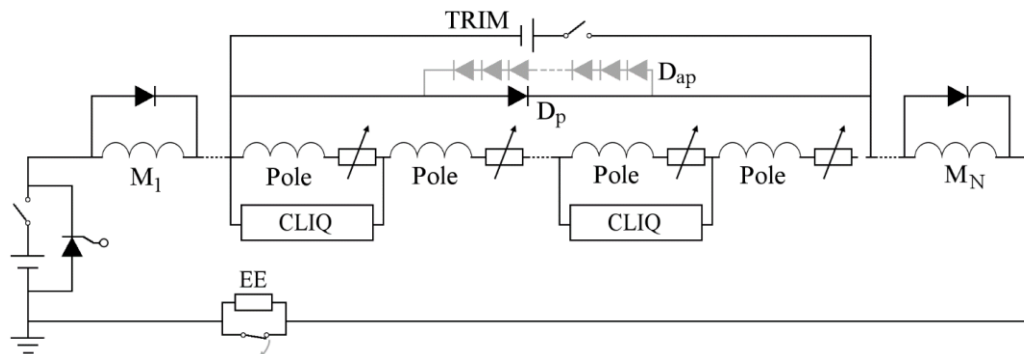 TRIM
Dap
Dp
M1
Pole
Pole
Pole
Pole
MN
CLIQ
CLIQ
EE